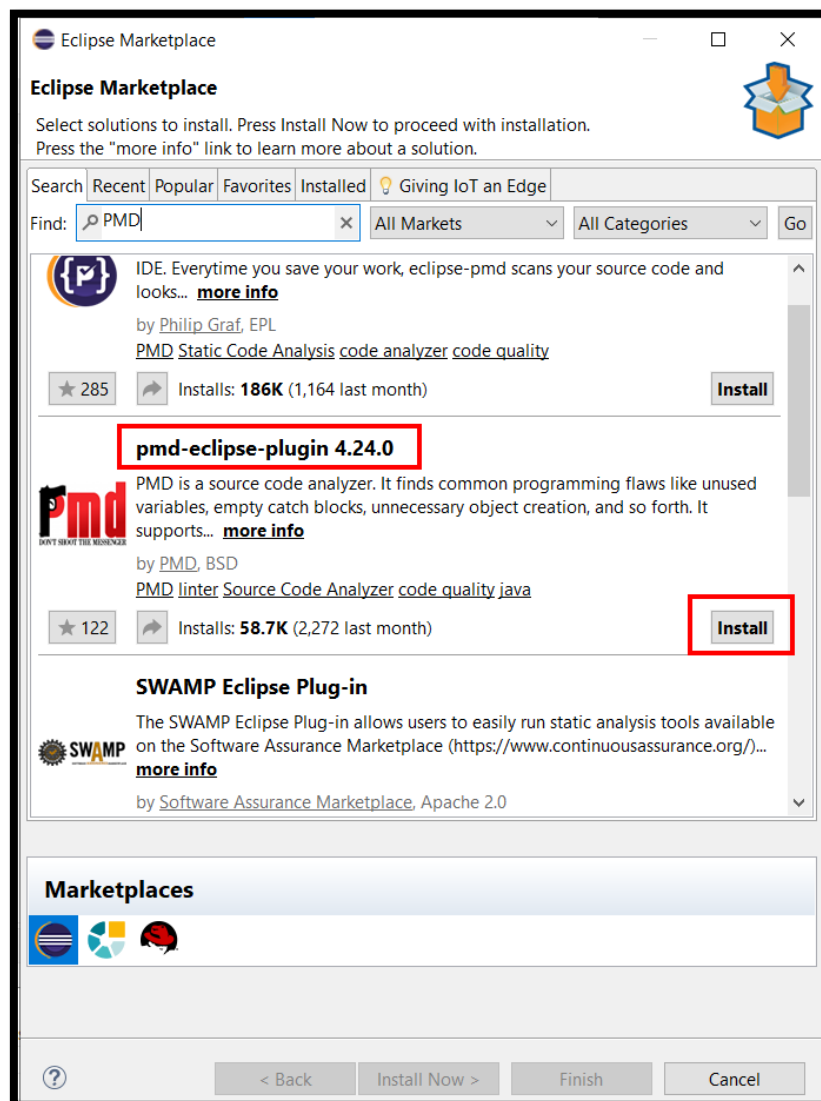 Eclipse Marketplace
Eclipse Marketplace
Select solutions to install. Press Install Now to proceed with installation.
Press the "more info" link to learn more about a solution.
Search Recent Popular Favorites Installed Giving IoT an Edge
Find: PMD All Markets All Categories Go
IDE. Everytime you save your work, eclipse-pmd scans your source code and
looks... more info
by Philip Graf, EPL
PMD Static Code Analysis code analyzer code quality
285 Installs: 186K (1,164 last month) Install
pmd-eclipse-plugin 4.24.0
PMD is a source code analyzer. It finds common programming flaws like unused
variables, empty catch blocks, unnecessary object creation, and so forth. It
supports... more info
Pmd
DON'T SHOOT THE MESSENGER
by PMD, BSD
PMD linter Source Code Analyzer code quality java
122 Installs: 58.7K (2,272 last month) Install
SWAMP Eclipse Plug-in
The SWAMP Eclipse Plug-in allows users to easily run static analysis tools available
SWAMP on the Software Assurance Marketplace (https://www.continuousassurance.org/)...
more info
by Software Assurance Marketplace, Apache 2.0
Marketplaces
? < Back Install Now > Finish Cancel